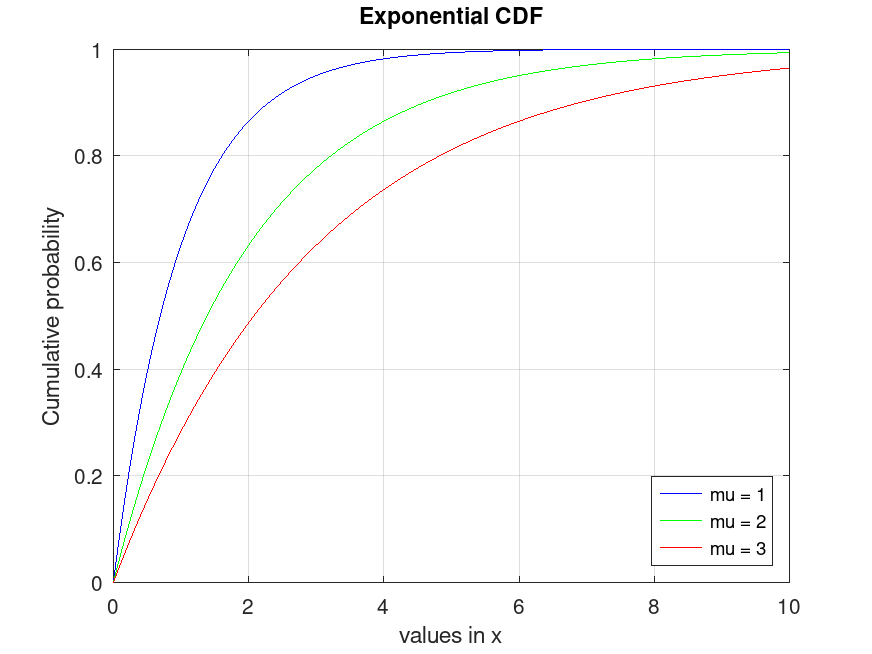 Exponential CDF
1
0.8
0.6
0.4
0.2
0
Cumulative probability
mu = 1
mu = 2
mu = 3
0 2 4 6 8 10
values in x